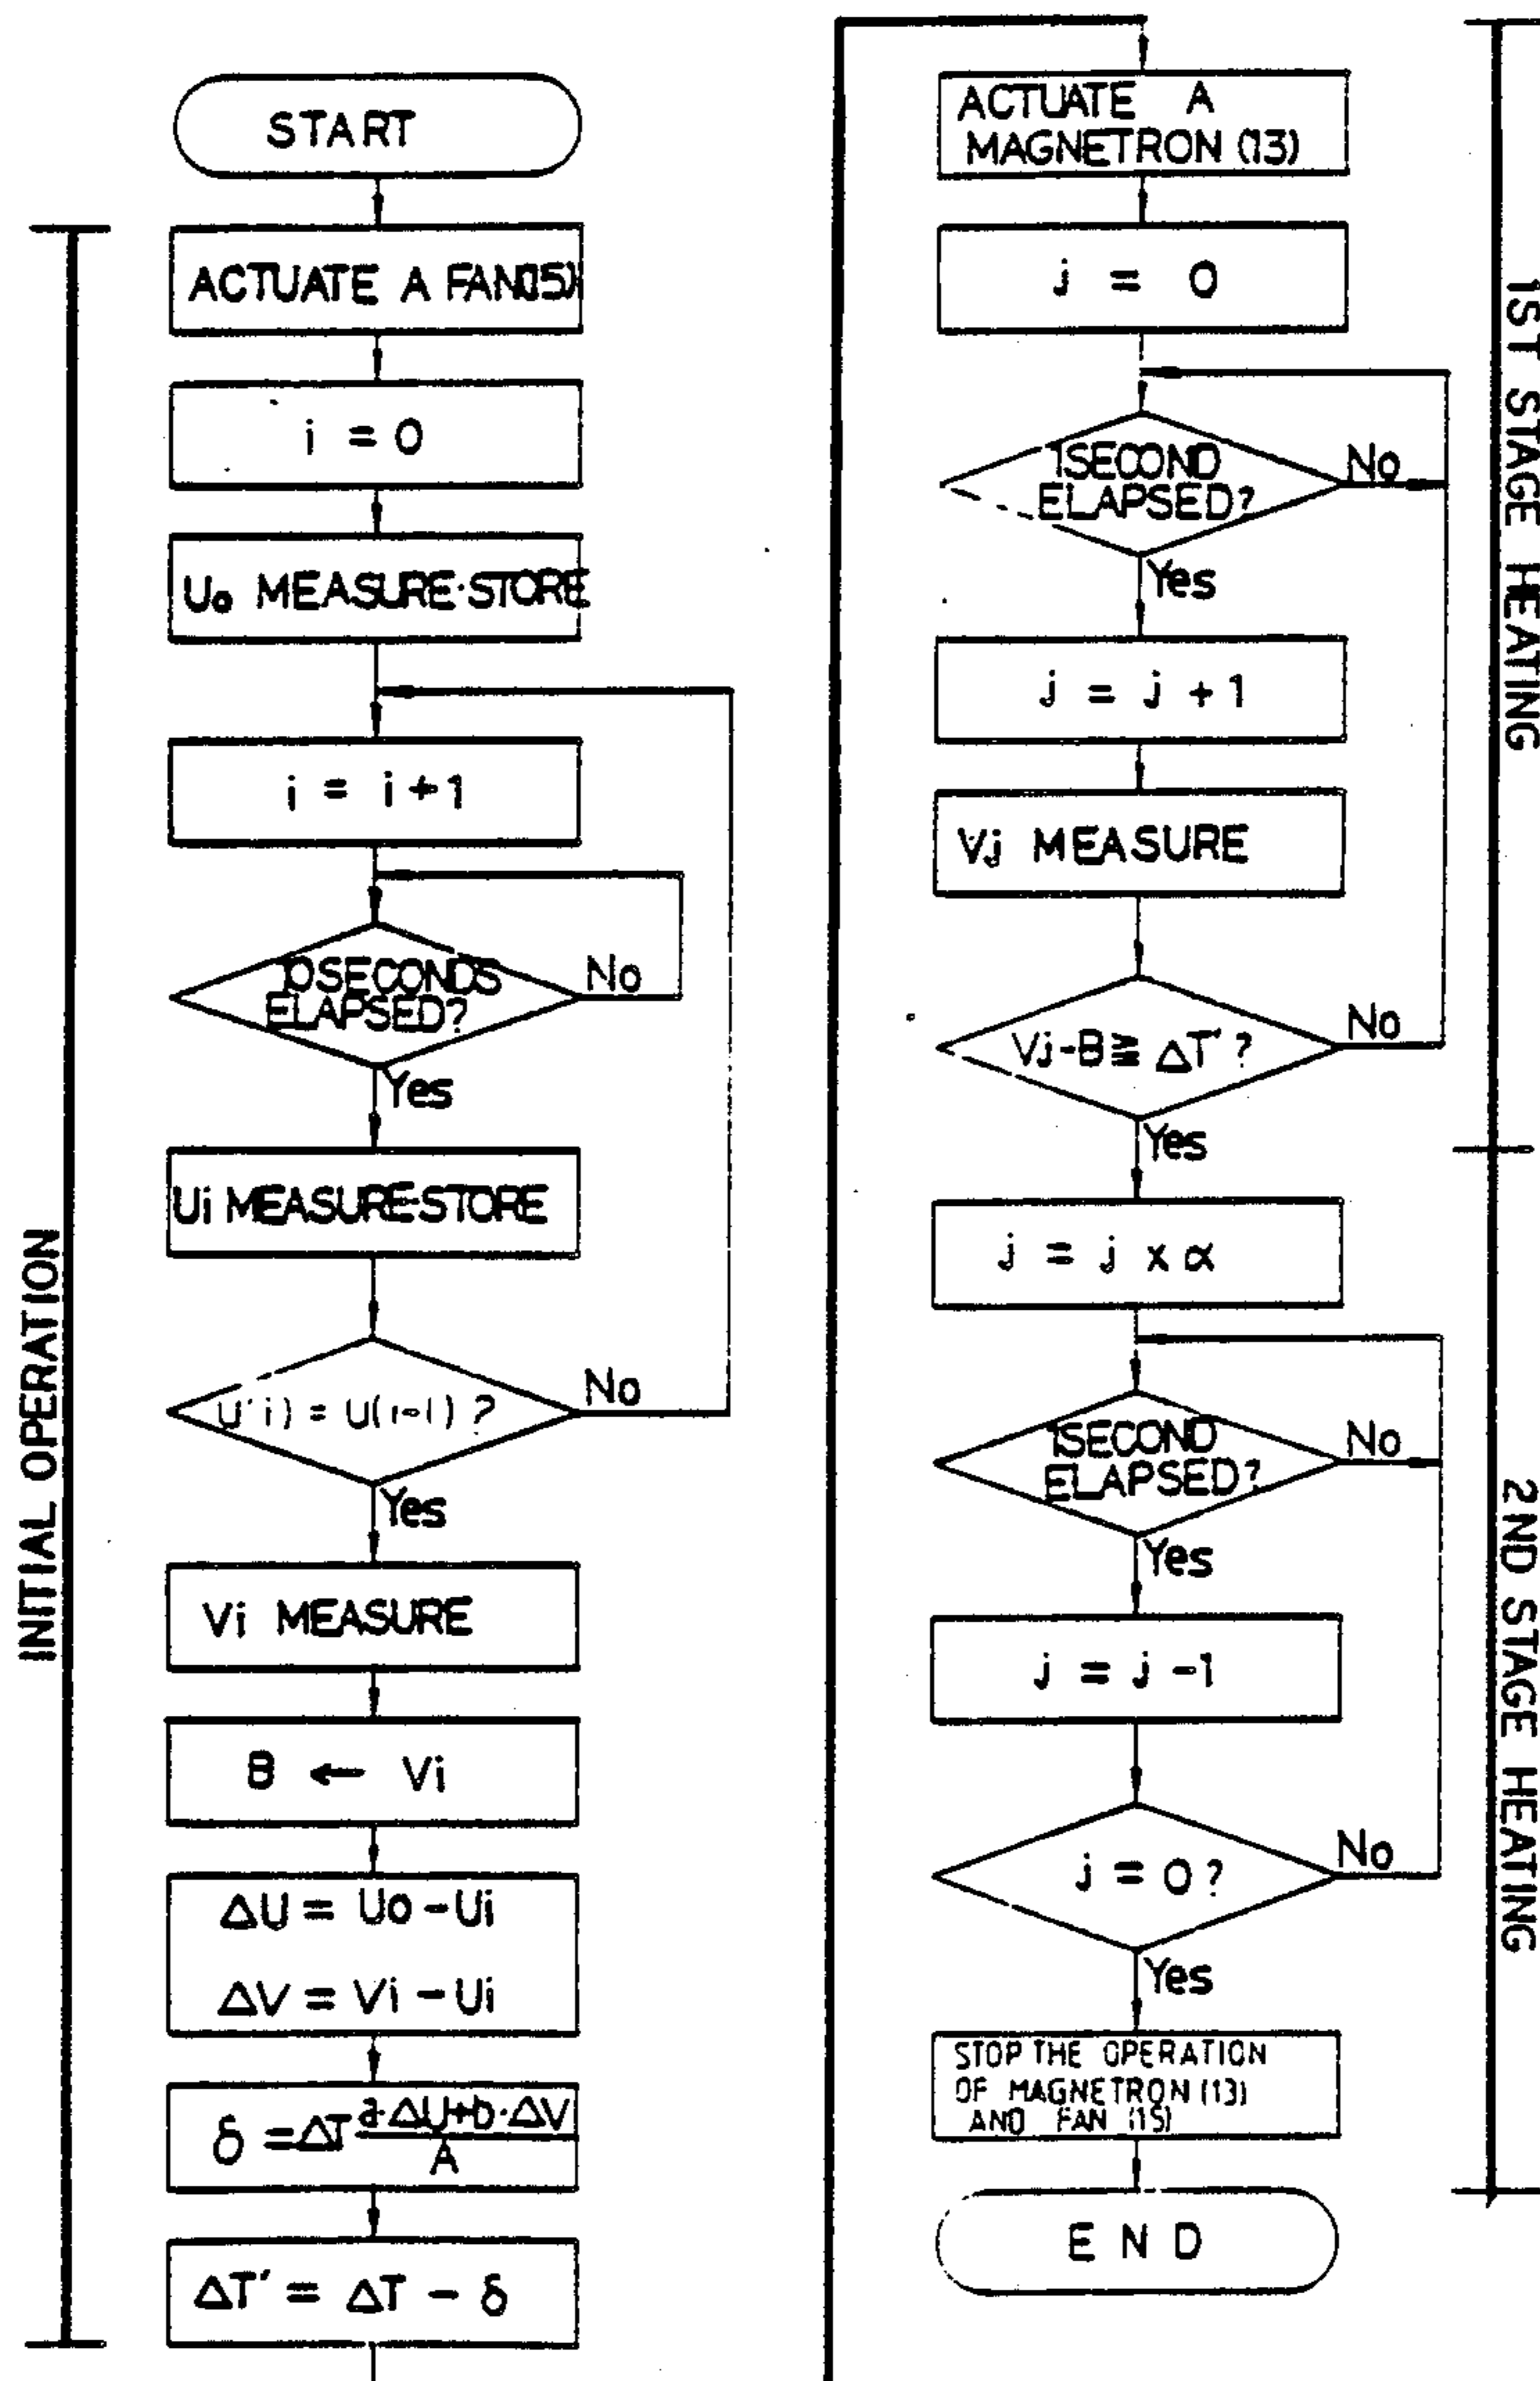 START
ACTUATE A FAN(15)
i = 0
U₀ MEASURE·STORE
i = i+1
10SECONDS
ELAPSED?
No
Yes
Ui MEASURE·STORE
U(i) = U(i-1) ?
No
Yes
Vi MEASURE
B ← Vi
ΔU = Uo - Ui
ΔV = Vi - Ui
δ = ΔT a·ΔU+b·ΔV
A
ΔT' = ΔT - δ
INITIAL OPERATION
ACTUATE A
MAGNETRON (13)
j = 0
1SECOND
ELAPSED?
No
Yes
j = j + 1
Vj MEASURE
Vj-B≧ ΔT' ?
No
Yes
1ST STAGE HEATING
j = j x α
1SECOND
ELAPSED?
No
Yes
j = j -1
j = 0 ?
No
Yes
STOP THE OPERATION
OF MAGNETRON (13)
AND FAN (15)
END
2ND STAGE HEATING